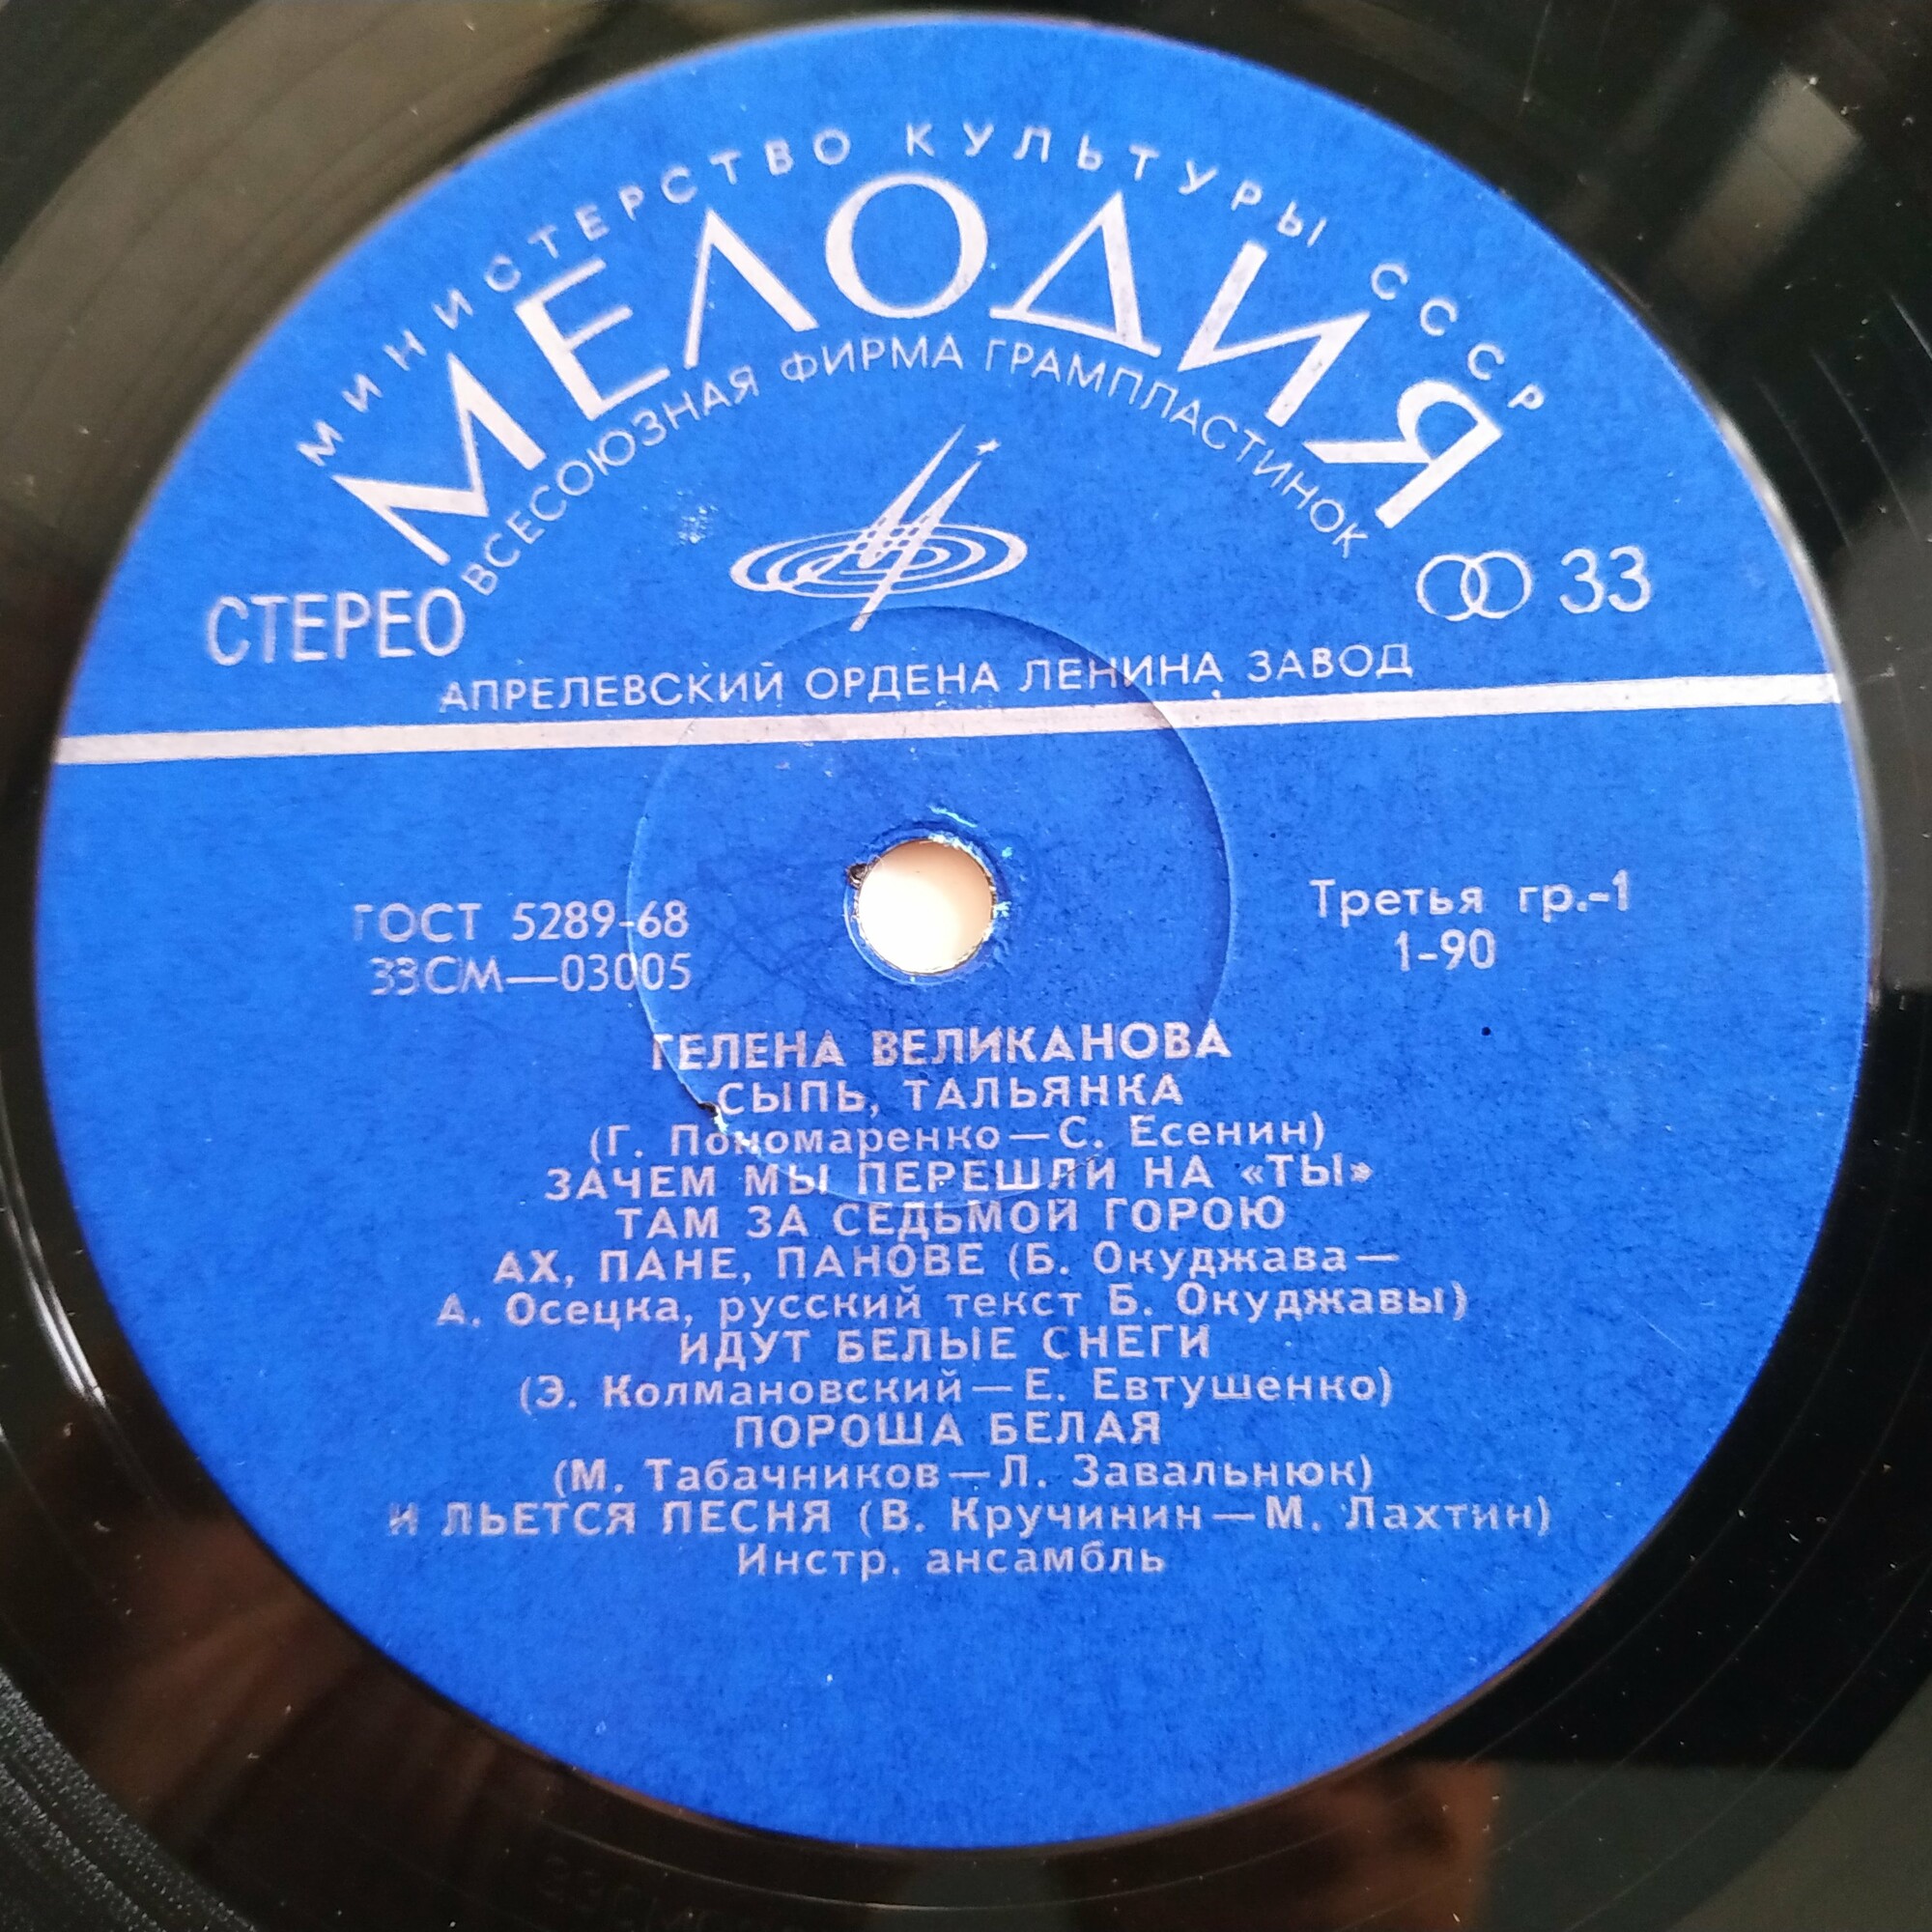 МИНИСТЕРСТВО КУЛЬТУРЫ СССР
МЕЛОДИЯ
ВСЕСОЮЗНАЯ ФИРМА ГРАМПЛАСТИНОК
СТЕРЕО
33
АПРЕЛЕВСКИЙ ОРДЕНА ЛЕНИНА ЗАВОД
ГОСТ 5289-68
33СМ—03005
Третья гр.-1
1-90
ГЕЛЕНА ВЕЛИКАНОВА
СЫПЬ, ТАЛЬЯНКА
(Г. Пономаренко—С. Есенин)
ЗАЧЕМ МЫ ПЕРЕШЛИ НА «ТЫ»
ТАМ ЗА СЕДЬМОЙ ГОРОЮ
АХ, ПАНЕ, ПАНОВЕ (Б. Окуджава—
А. Осецка, русский текст Б. Окуджавы)
ИДУТ БЕЛЫЕ СНЕГИ
(Э. Колмановский—Е. Евтушенко)
ПОРОША БЕЛАЯ
(М. Табачников—Л. Завальнюк)
И ЛЬЕТСЯ ПЕСНЯ (В. Кручинин—М. Лахтин)
Инстр. ансамбль